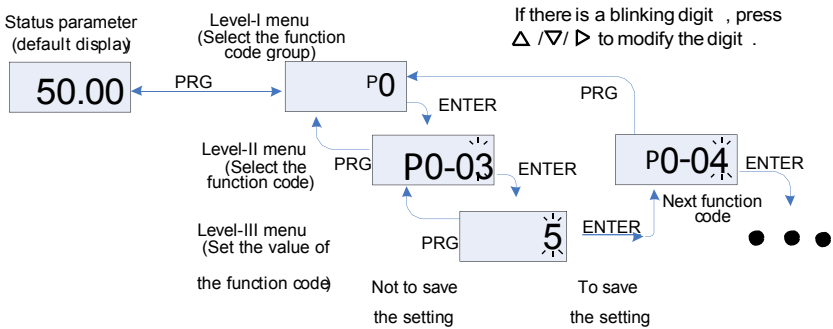 Status parameter
(default display)
50.00
PRG
Level-I menu
(Select the function
code group)
P0
ENTER
If there is a blinking digit , press
△ /▽/ ▷ to modify the digit .
PRG
Level-II menu
(Select the
function code)
PRG
P0-03
ENTER
P0-04
ENTER
Next function
code
Level-III menu
(Set the value of
the function code)
PRG
5
ENTER
Not to save
the setting
To save
the setting